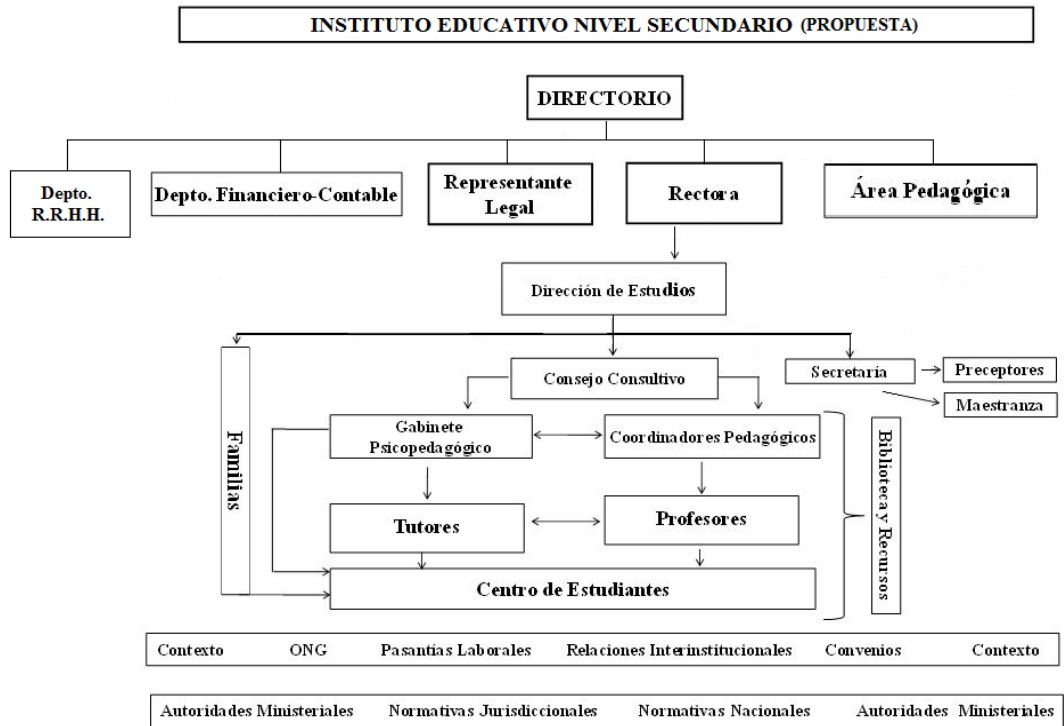 INSTITUTO EDUCATIVO NIVEL SECUNDARIO (PROPUESTA)
DIRECTORIO
Depto.
R.R.H.H.
Depto. Financiero-Contable
Representante
Legal
Rectora
Área Pedagógica
Dirección de Estudios
Familias
Consejo Consultivo
Secretaría
Preceptores
Maestranza
Gabinete
Psicopedagógico
Coordinadores Pedagógicos
Biblioteca y Recursos
Tutores
Profesores
Centro de Estudiantes
Contexto ONG Pasantías Laborales Relaciones Interinstitucionales Convenios Contexto
Autoridades Ministeriales Normativas Jurisdiccionales Normativas Nacionales Autoridades Ministeriales